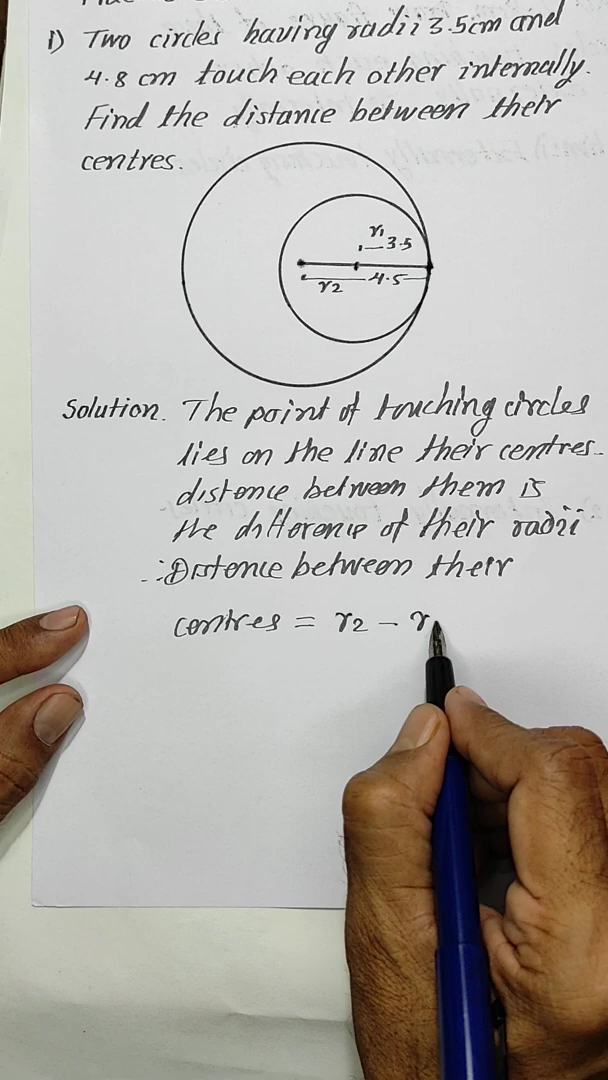 i) Two circles having radii 3.5cm and
4.8 cm touch each other internally.
Find the distance between their
centres.
r1
3.5
r2
4.5
Solution. The point of touching circles
lies on the line their centres.
distance between them is
the difference of their radii
∴ Distance between their
centres = r2 - r